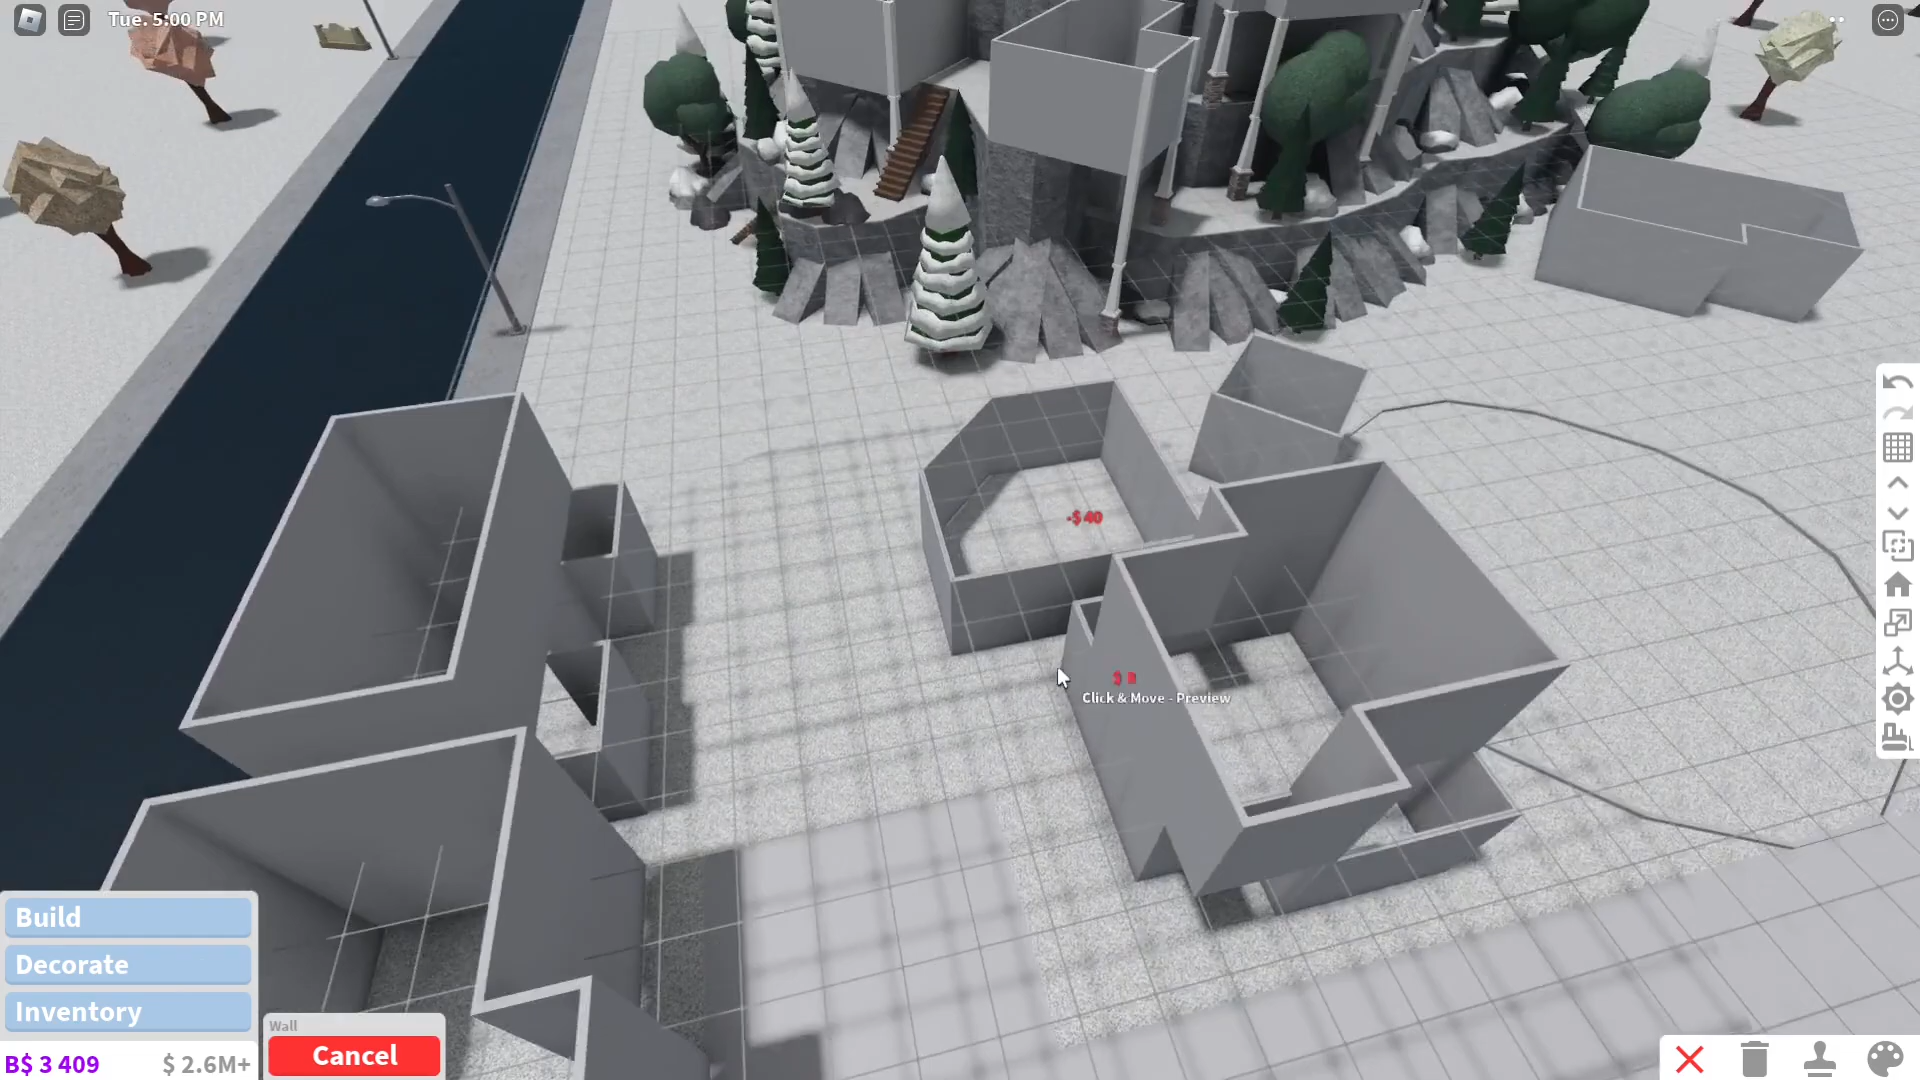 Tue. 5:00 PM
-$ 40
Click & Move - Preview
Build
Decorate
Inventory
Wall
Cancel
B$ 3 409
$ 2.6M+